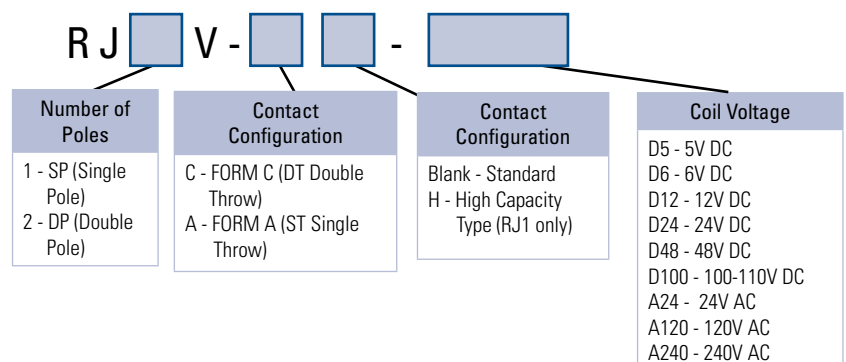 RJ V - -
Number of
Poles
1 - SP (Single
Pole)
2 - DP (Double
Pole)
Contact
Configuration
C - FORM C (DT Double
Throw)
A - FORM A (ST Single
Throw)
Contact
Configuration
Blank - Standard
H - High Capacity
Type (RJ1 only)
Coil Voltage
D5 - 5V DC
D6 - 6V DC
D12 - 12V DC
D24 - 24V DC
D48 - 48V DC
D100 - 100-110V DC
A24 - 24V AC
A120 - 120V AC
A240 - 240V AC